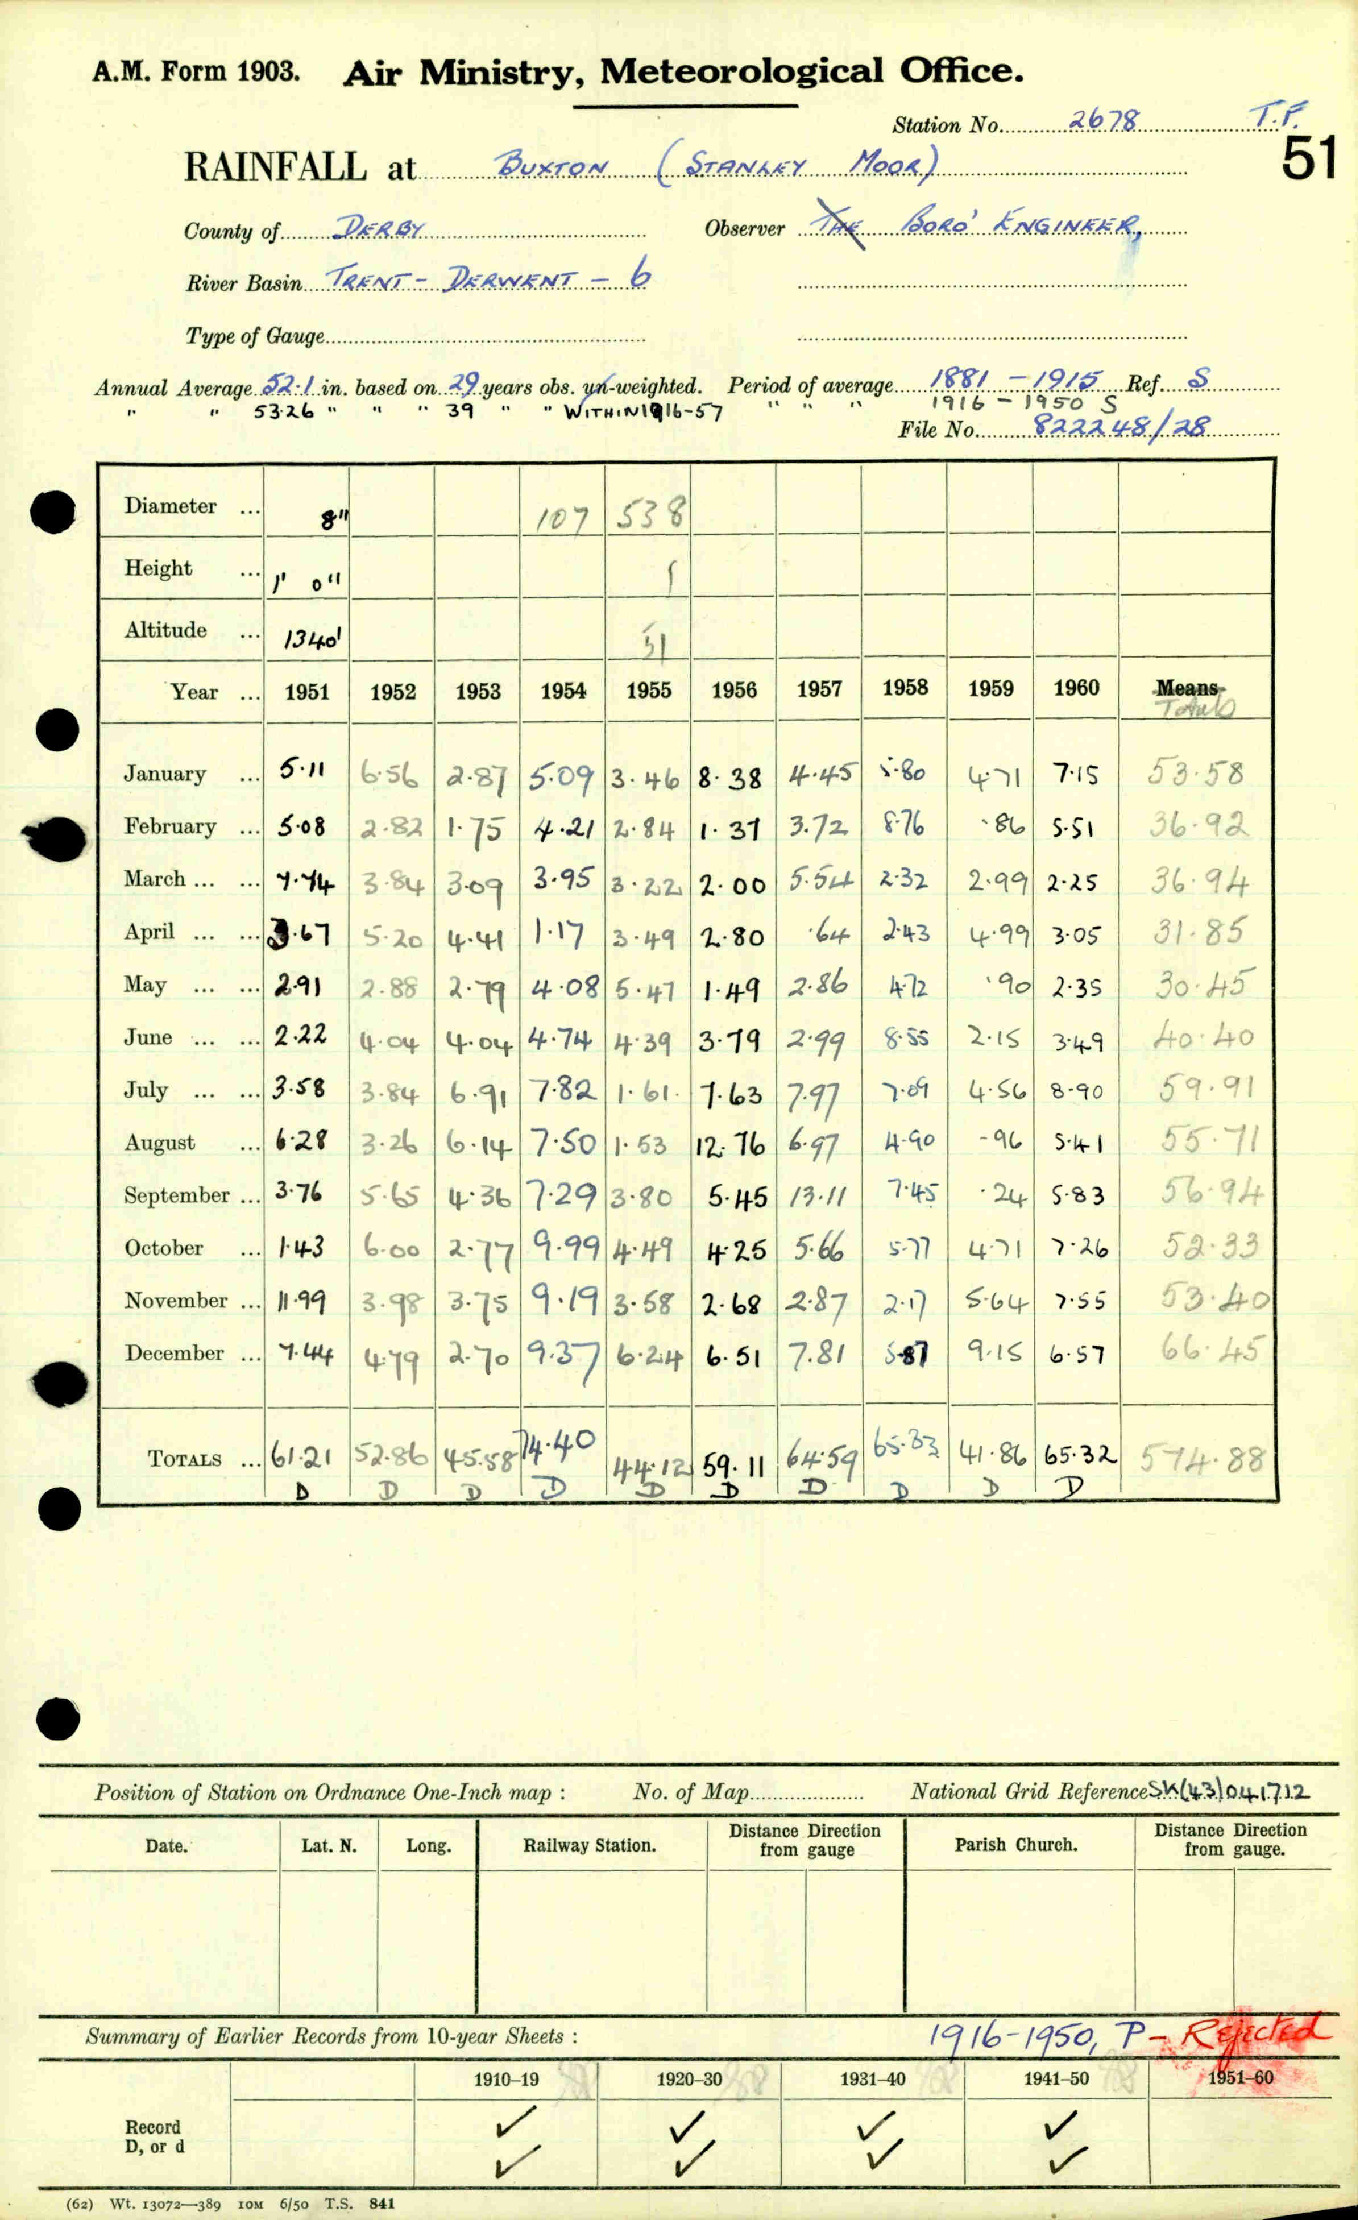 A.M. Form 1903. Air Ministry, Meteorological Office.
Station No. 2678 T.F.
51
RAINFALL at BUXTON (STANLEY MOOR)
County of DERBY Observer THE BORO' ENGINEER,
River Basin TRENT - DERWENT - 6
Type of Gauge
Annual Average 52.1 in. based on 29 years obs. un-weighted. Period of average 1881 - 1915 Ref. S
" " 53.26 " " " 39 " " WITHIN 1916-57 " " " 1916 - 1950 S
File No. 822248/28
Diameter ... 8" 107 538
Height ... 1' 0" 1
Altitude ... 1340' 51
Year ... 1951 1952 1953 1954 1955 1956 1957 1958 1959 1960 Means
Totals
January ... 5.11 6.56 2.87 5.09 3.46 8.38 4.45 5.80 4.71 7.15 53.58
February ... 5.08 2.82 1.75 4.21 2.84 1.37 3.72 8.76 .86 5.51 36.92
March ... ... 7.74 3.84 3.09 3.95 3.22 2.00 5.54 2.32 2.99 2.25 36.94
April ... ... 3.67 5.20 4.41 1.17 3.49 2.80 .64 2.43 4.99 3.05 31.85
May ... ... 2.91 2.88 2.79 4.08 5.47 1.49 2.86 4.72 .90 2.35 30.45
June ... ... 2.22 4.04 4.04 4.74 4.39 3.79 2.99 8.55 2.15 3.49 40.40
July ... ... 3.58 3.84 6.91 7.82 1.61 7.63 7.97 7.09 4.56 8.90 59.91
August ... 6.28 3.26 6.14 7.50 1.53 12.76 6.97 4.90 .96 5.41 55.71
September ... 3.76 5.65 4.36 7.29 3.80 5.45 13.11 7.45 .24 5.83 56.94
October ... 1.43 6.00 2.77 9.99 4.49 4.25 5.66 5.77 4.71 7.26 52.33
November ... 11.99 3.98 3.75 9.19 3.58 2.68 2.87 2.17 5.64 7.55 53.40
December ... 7.44 4.79 2.70 9.37 6.24 6.51 7.81 5.87 9.15 6.57 66.45
TOTALS ... 61.21 52.86 45.58 74.40 44.12 59.11 64.59 65.83 41.86 65.32 574.88
D D D D D D D D D D
Position of Station on Ordnance One-Inch map : No. of Map National Grid Reference SK(43)041712
Date. Lat. N. Long. Railway Station. Distance from gauge Direction Parish Church. Distance from gauge. Direction
Summary of Earlier Records from 10-year Sheets : 1916-1950, P - Rejected
1910–19 1920–30 1931–40 1941–50 1951–60
Record ✓ ✓ ✓ ✓
D, or d ✓ ✓ ✓ ✓
(62) Wt. 13072—389 10M 6/50 T.S. 841